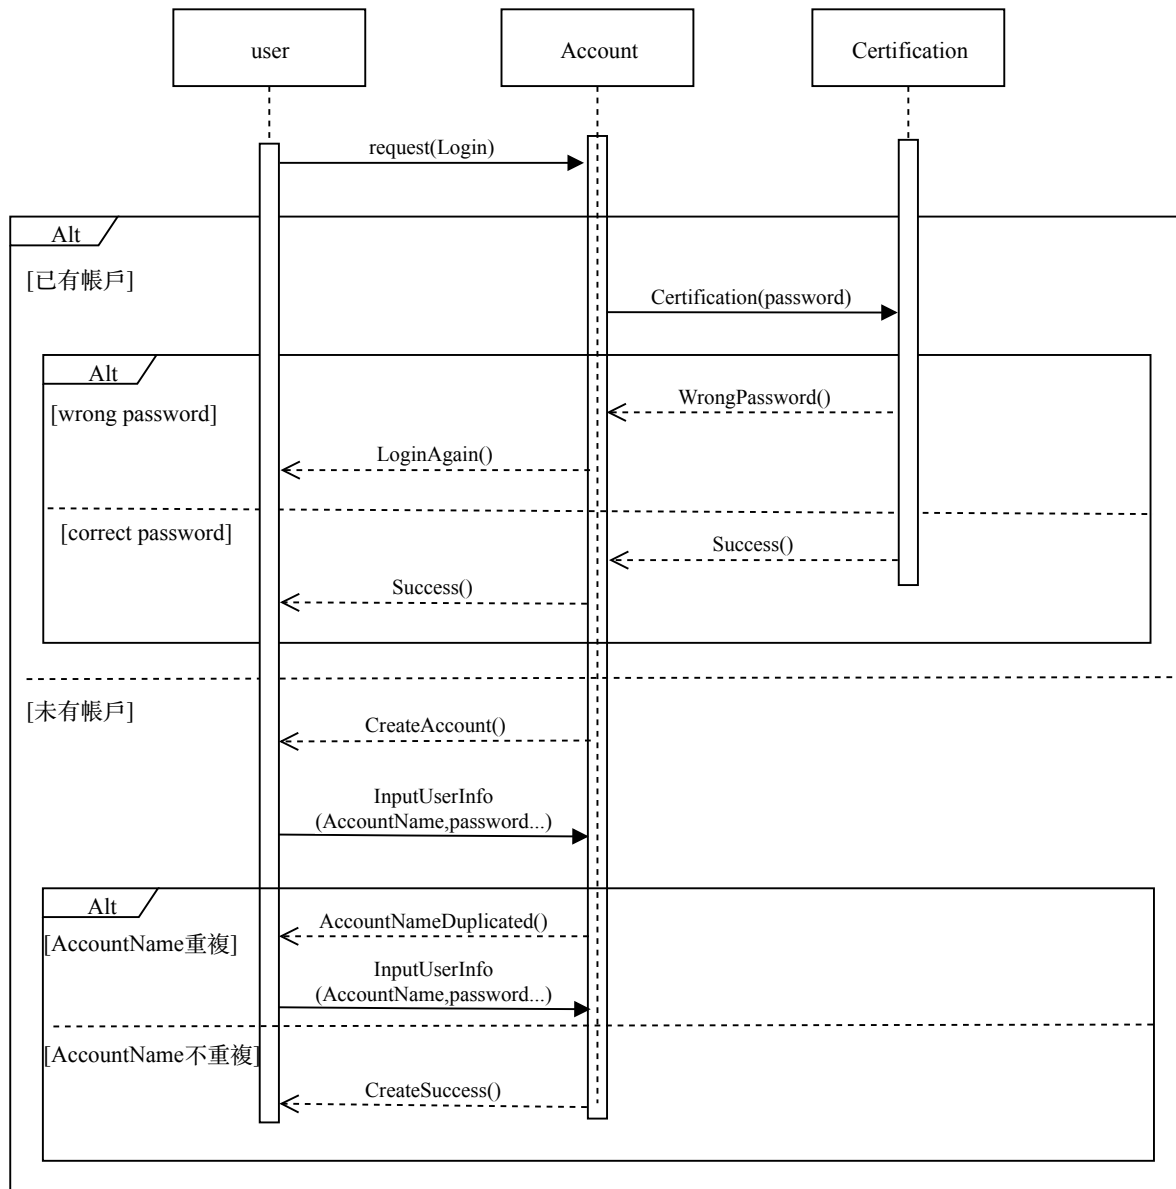 user
Account
Certification
request(Login)
Alt
[已有帳戶]
Certification(password)
Alt
WrongPassword()
[wrong password]
LoginAgain()
[correct password]
Success()
Success()
[未有帳戶]
CreateAccount()
InputUserInfo
(AccountName,password...)
Alt
AccountNameDuplicated()
[AccountName重複]
InputUserInfo
(AccountName,password...)
[AccountName不重複]
CreateSuccess()